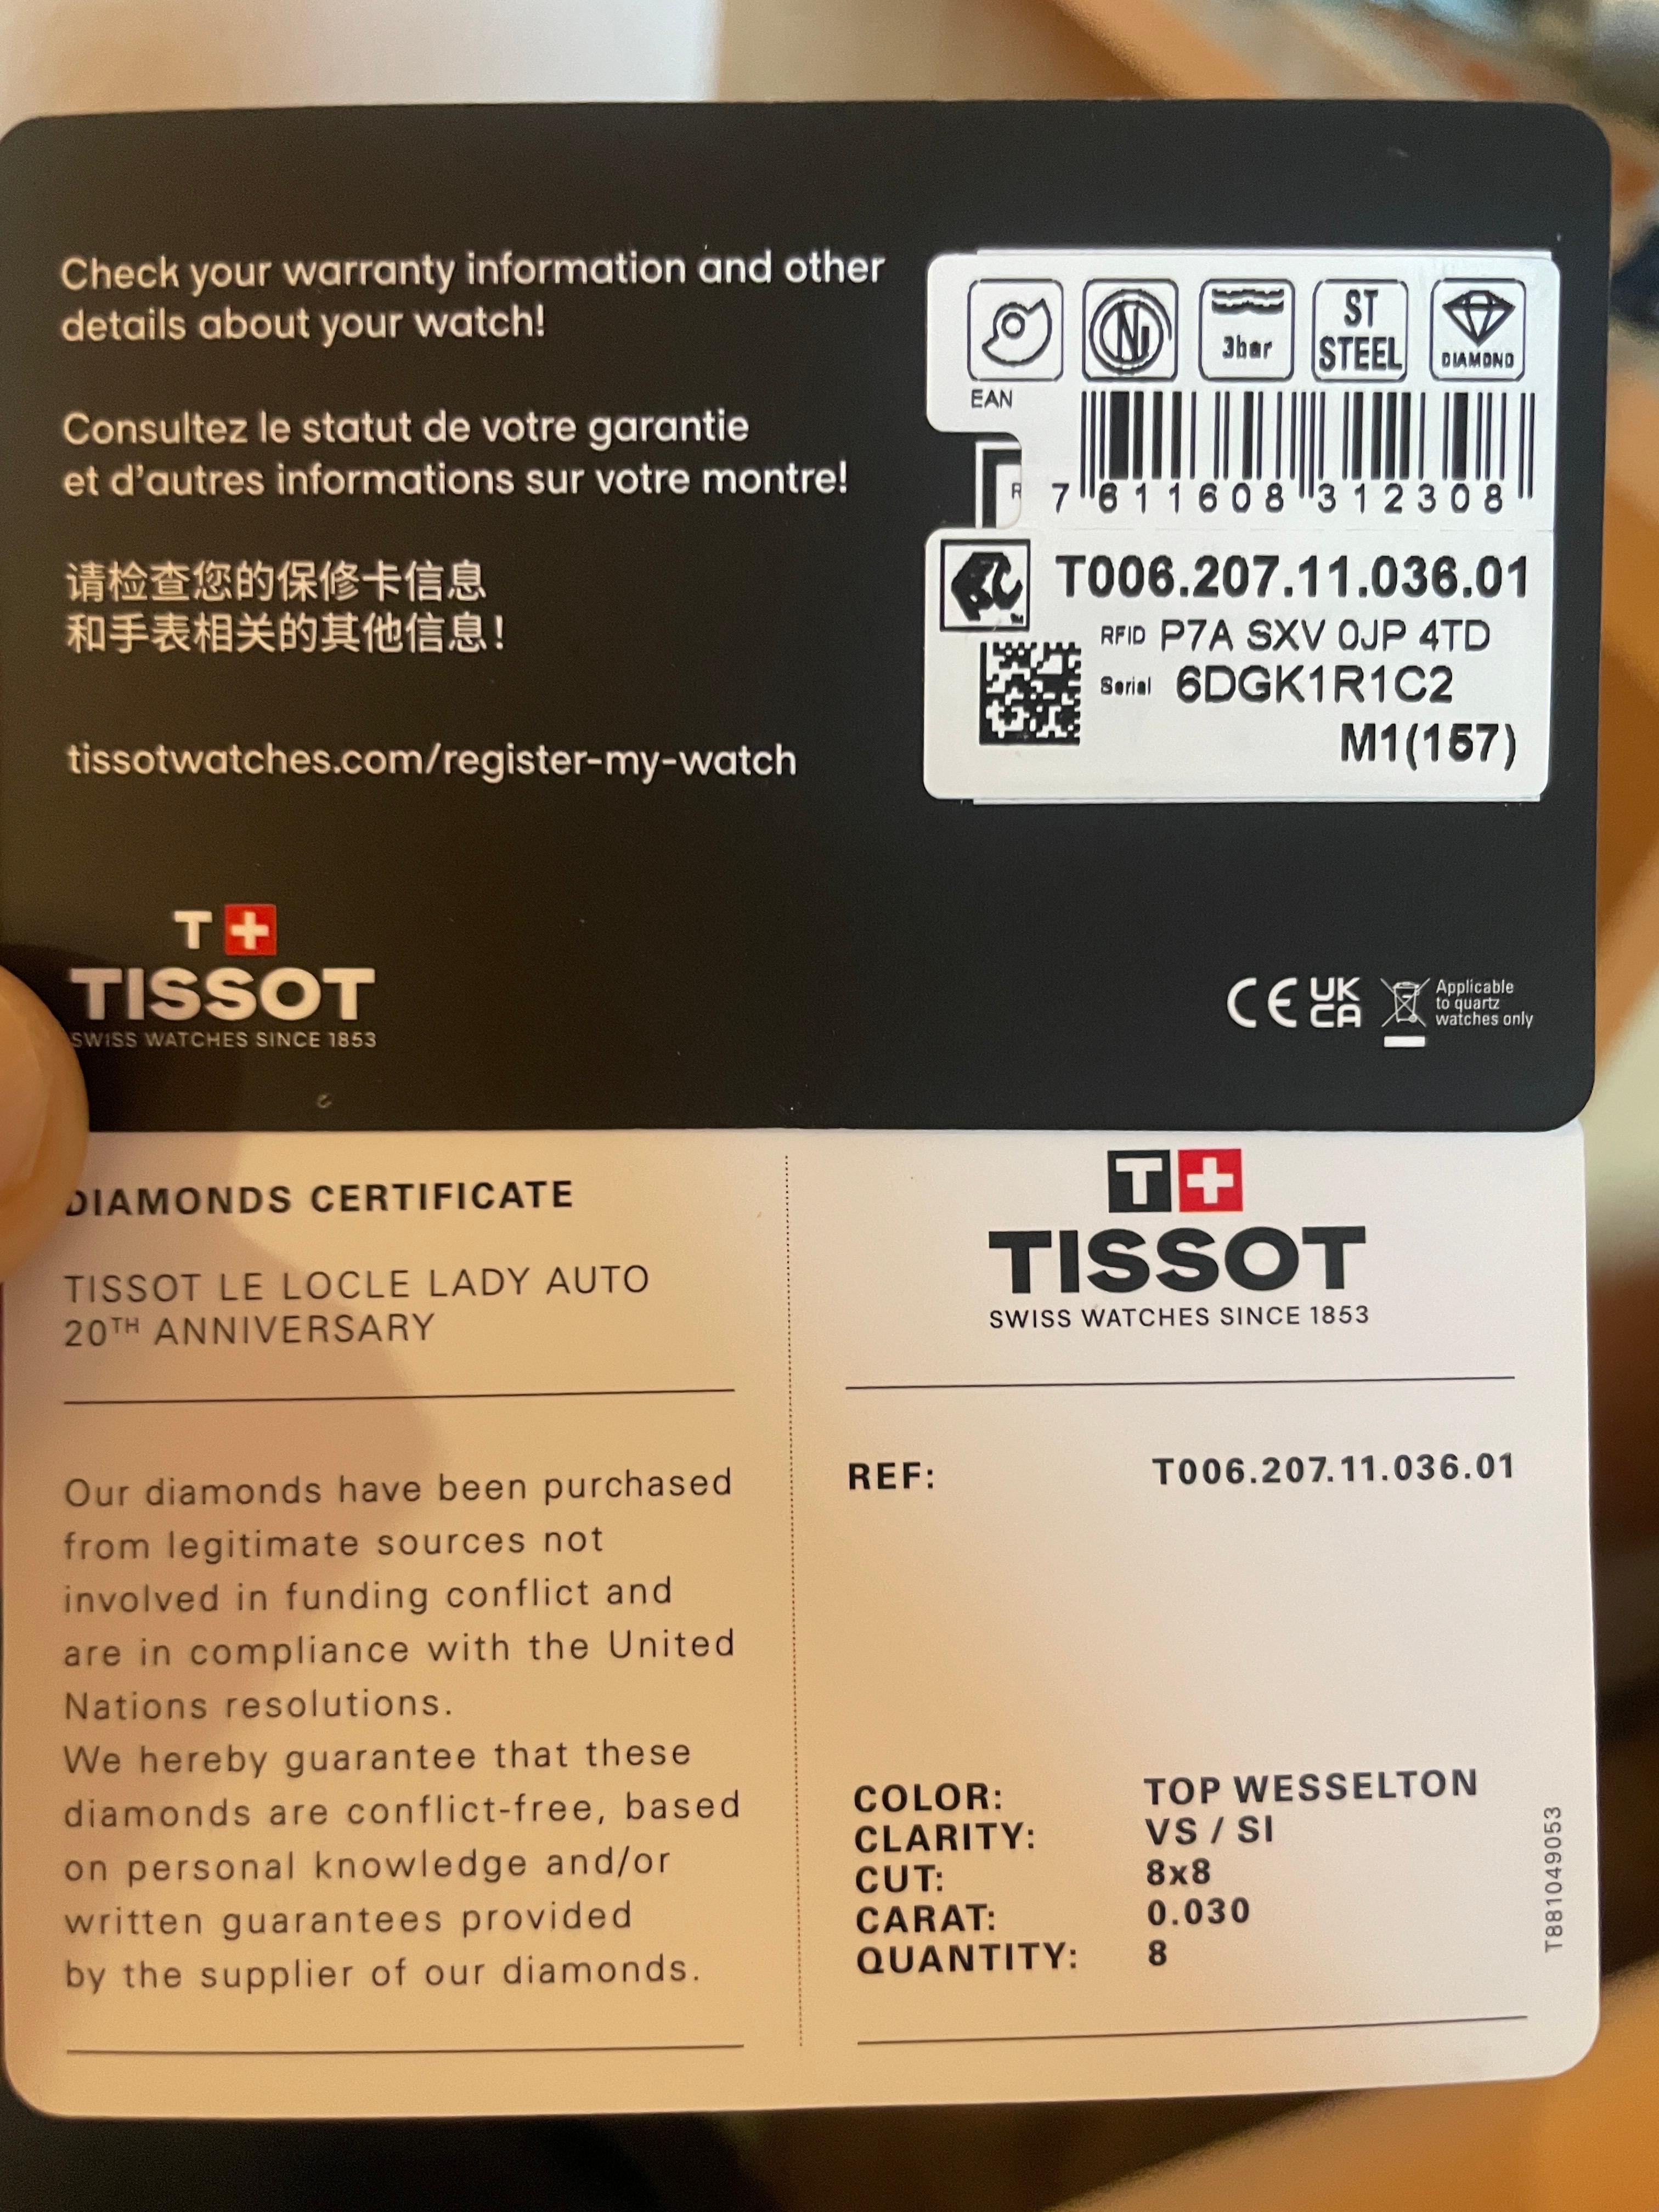 Check your warranty information and other
details about your watch!
Consultez le statut de votre garantie
et d'autres informations sur votre montre!
请检查您的保修卡信息
和手表相关的其他信息!
tissotwatches.com/register-my-watch
T+
TISSOT
SWISS WATCHES SINCE 1853
N
3bar
ST
STEEL
DIAMOND
EAN
R
7 611608 312308
T006.207.11.036.01
RFID P7A SXV 0JP 4TD
Serial 6DGK1R1C2
M1(157)
CE UK
CA
Applicable
to quartz
watches only
DIAMONDS CERTIFICATE
TISSOT LE LOCLE LADY AUTO
20TH ANNIVERSARY
Our diamonds have been purchased
from legitimate sources not
involved in funding conflict and
are in compliance with the United
Nations resolutions.
We hereby guarantee that these
diamonds are conflict-free, based
on personal knowledge and/or
written guarantees provided
by the supplier of our diamonds.
T+
TISSOT
SWISS WATCHES SINCE 1853
REF: T006.207.11.036.01
COLOR: TOP WESSELTON
CLARITY: VS / SI
CUT: 8x8
CARAT: 0.030
QUANTITY: 8
T881049053